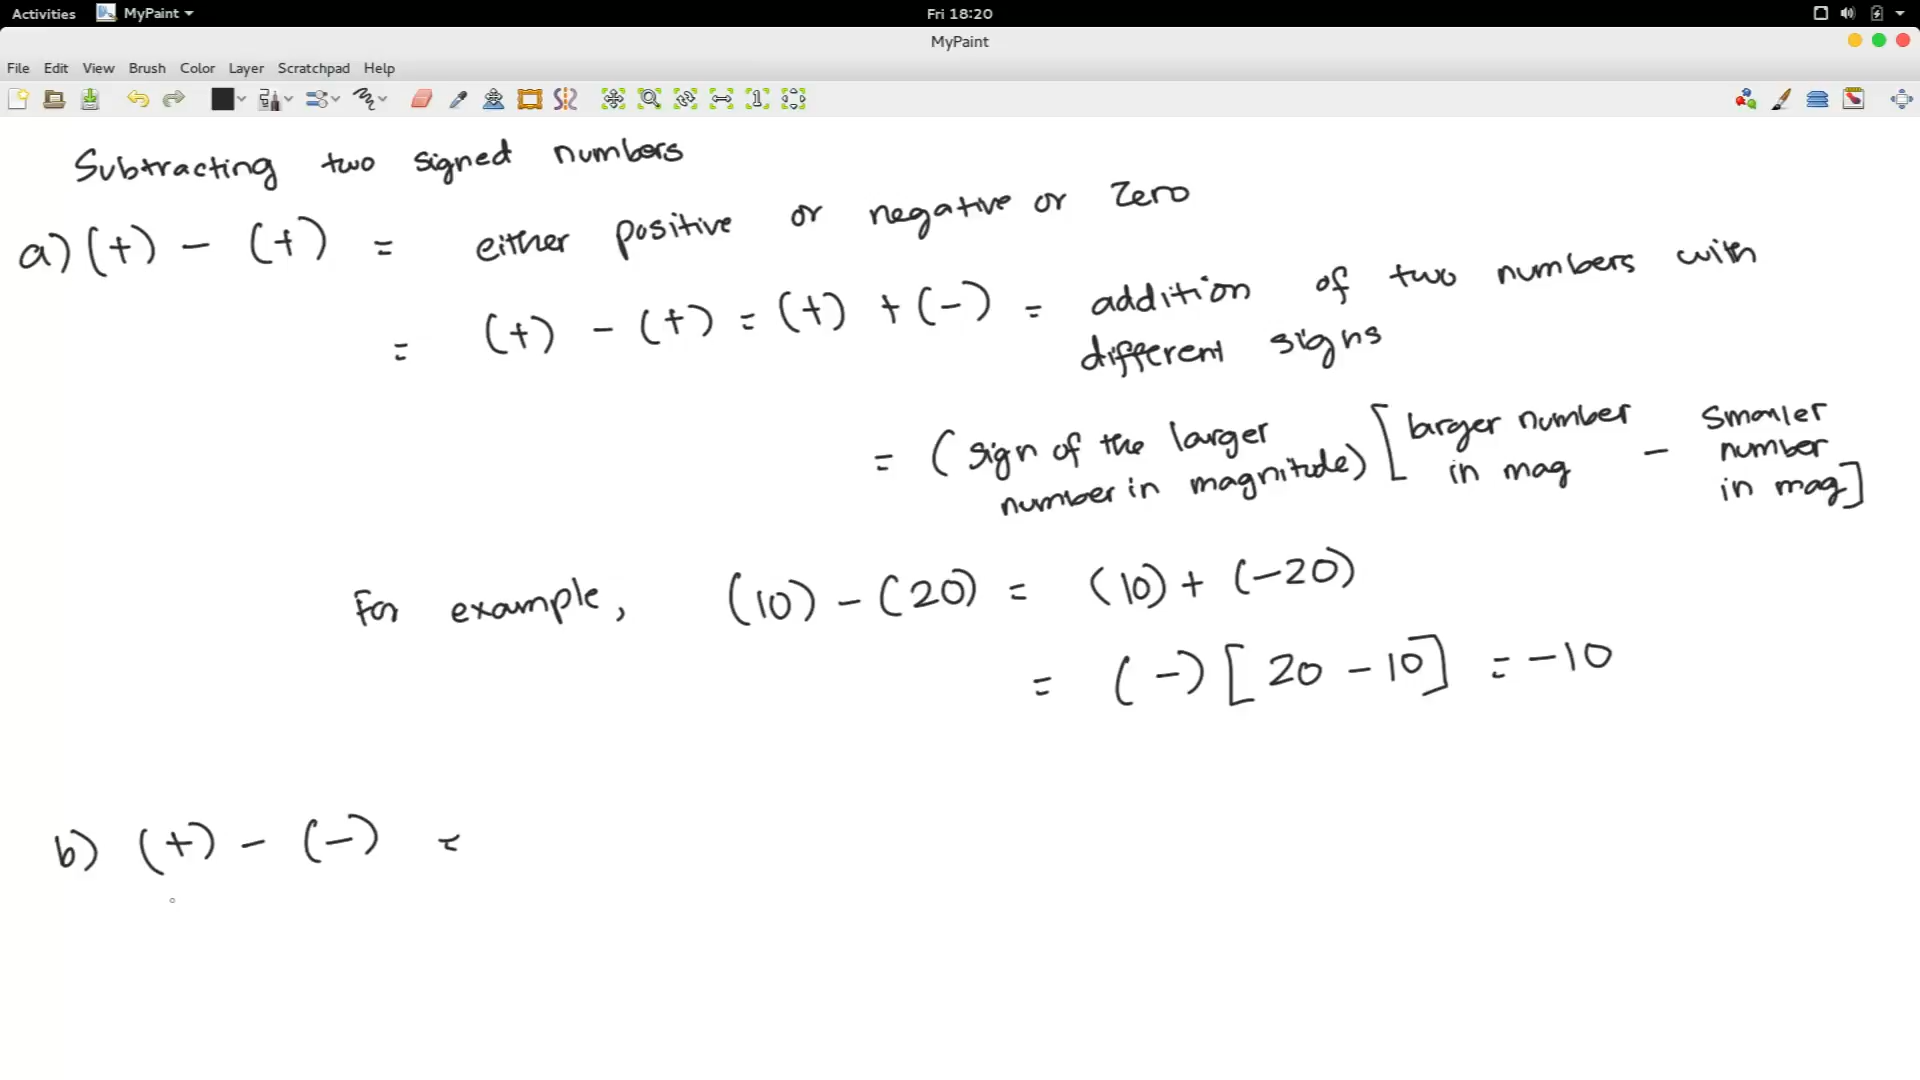 Activities MyPaint Fri 18:20
MyPaint
File Edit View Brush Color Layer Scratchpad Help
Subtracting two signed numbers
a) (+) - (+) = either positive or negative or zero
= (+) - (+) = (+) + (-) = addition of two numbers with
different signs
= (sign of the larger number in magnitude) [larger number in mag - smaller number in mag]
For example, (10) - (20) = (10) + (-20)
= (-) [20 - 10] = -10
b) (+) - (-) =